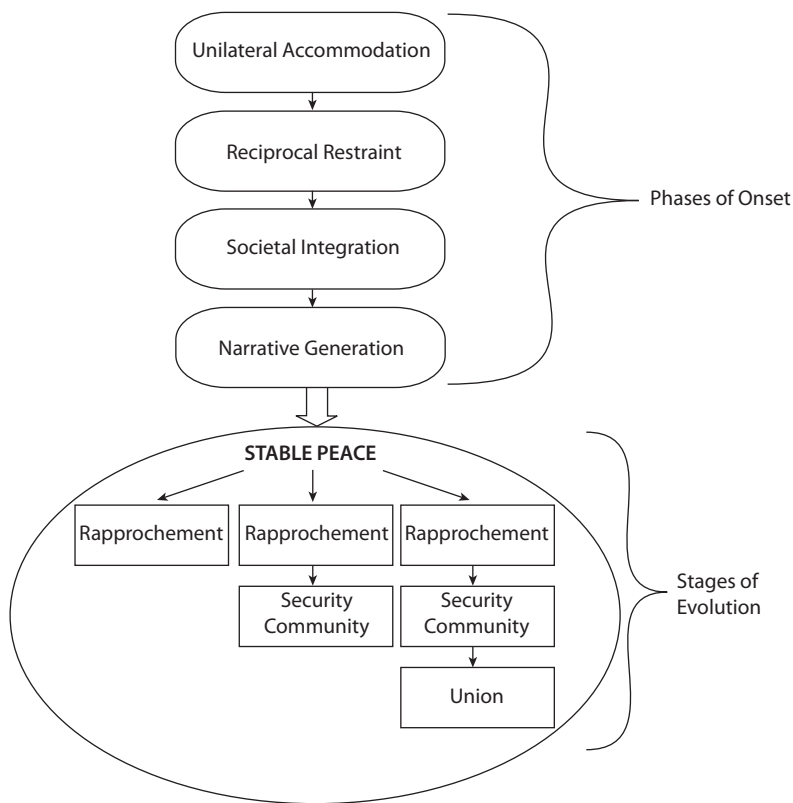 Unilateral Accommodation
Reciprocal Restraint
Societal Integration
Narrative Generation
Phases of Onset
STABLE PEACE
Rapprochement
Rapprochement
Rapprochement
Security
Community
Security
Community
Union
Stages of
Evolution